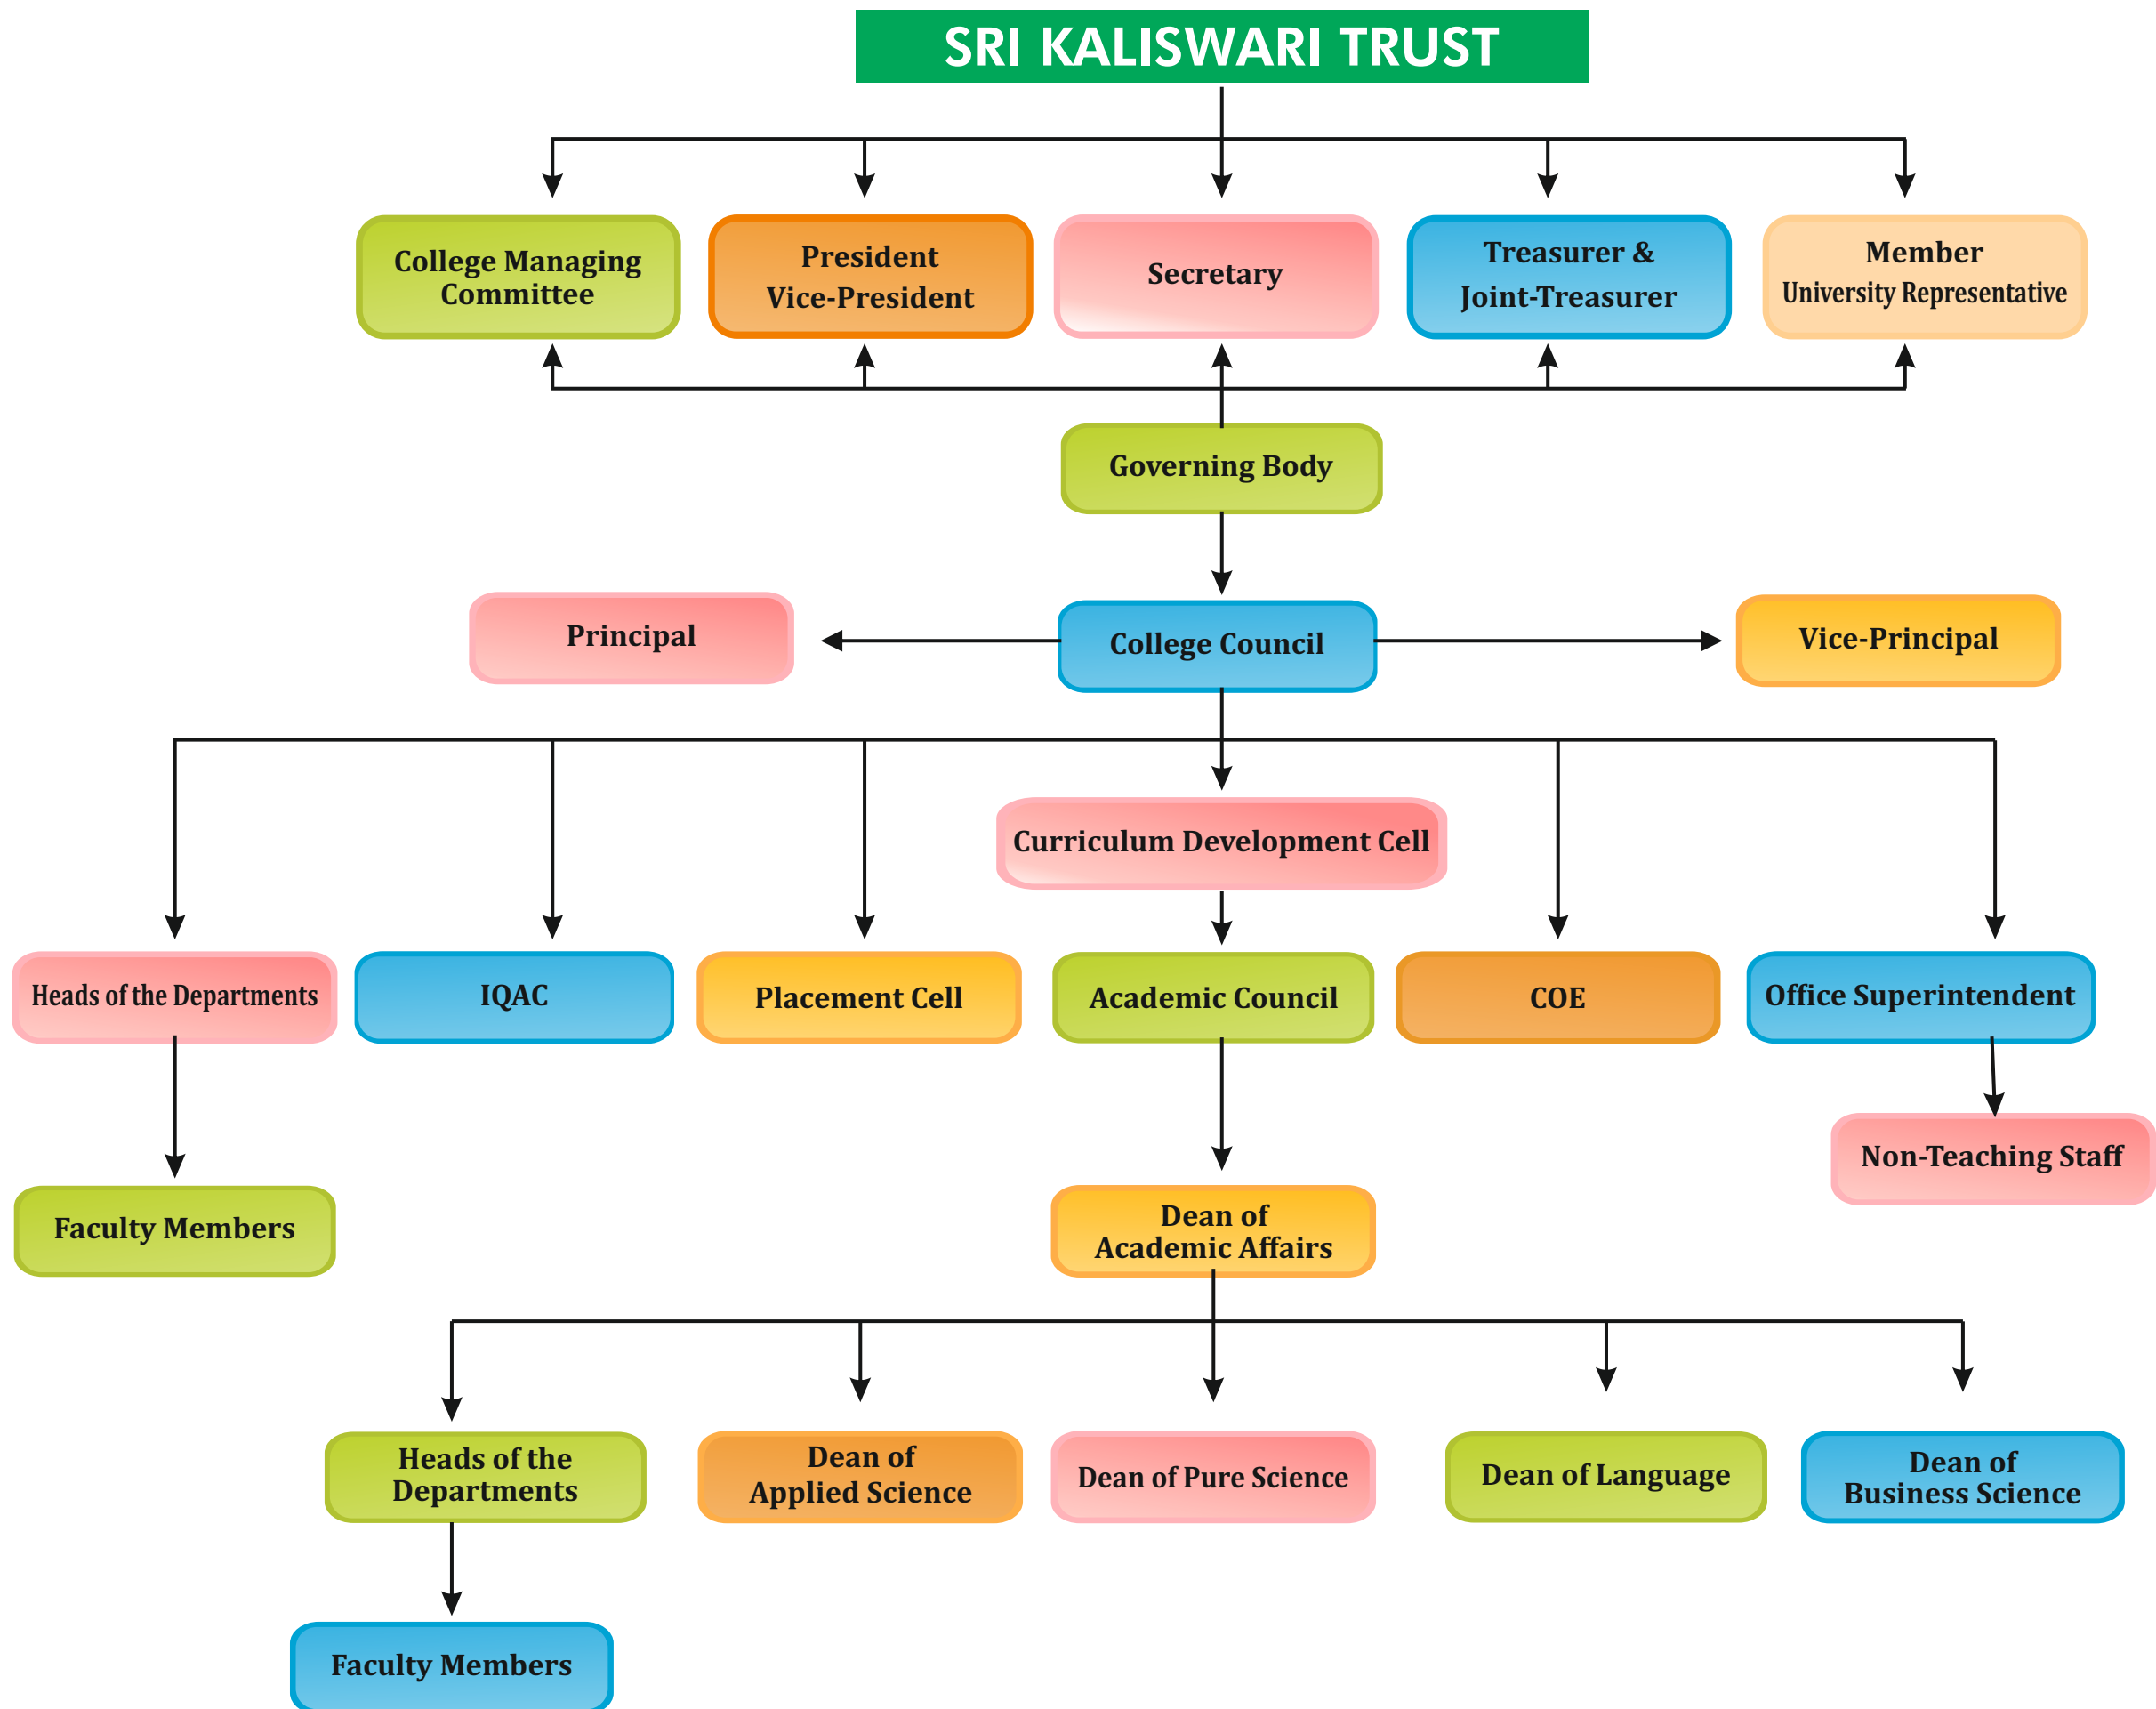 SRI KALISWARI TRUST
College Managing
Committee
President
Vice-President
Secretary
Treasurer &
Joint-Treasurer
Member
University Representative
Governing Body
Principal
College Council
Vice-Principal
Curriculum Development Cell
Heads of the Departments
IQAC
Placement Cell
Academic Council
COE
Office Superintendent
Non-Teaching Staff
Faculty Members
Dean of
Academic Affairs
Heads of the
Departments
Dean of
Applied Science
Dean of Pure Science
Dean of Language
Dean of
Business Science
Faculty Members